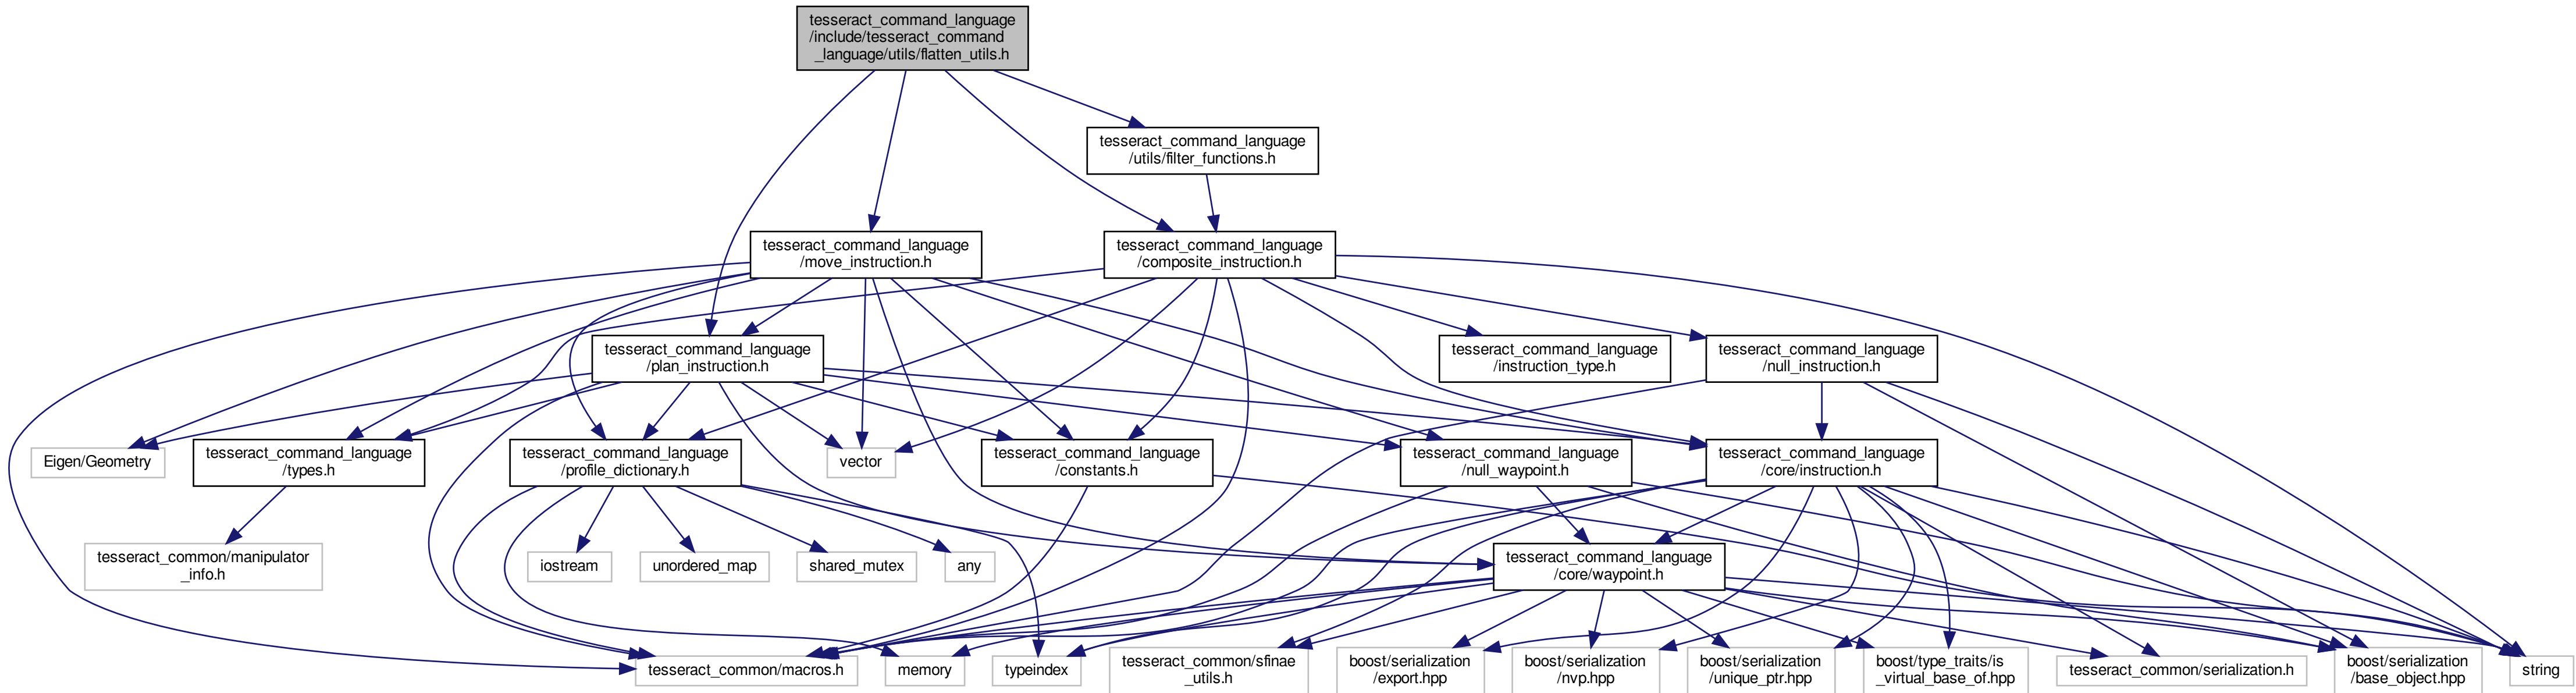 tesseract_command_language
/include/tesseract_command
_language/utils/flatten_utils.h
tesseract_command_language
/utils/filter_functions.h
tesseract_command_language
/move_instruction.h
tesseract_command_language
/composite_instruction.h
tesseract_command_language
/plan_instruction.h
tesseract_command_language
/instruction_type.h
tesseract_command_language
/null_instruction.h
Eigen/Geometry
tesseract_command_language
/types.h
tesseract_command_language
/profile_dictionary.h
vector
tesseract_command_language
/constants.h
tesseract_command_language
/null_waypoint.h
tesseract_command_language
/core/instruction.h
tesseract_common/manipulator
_info.h
iostream
unordered_map
shared_mutex
any
tesseract_command_language
/core/waypoint.h
tesseract_common/macros.h
memory
typeindex
tesseract_common/sfinae
_utils.h
boost/serialization
/export.hpp
boost/serialization
/nvp.hpp
boost/serialization
/unique_ptr.hpp
boost/type_traits/is
_virtual_base_of.hpp
tesseract_common/serialization.h
boost/serialization
/base_object.hpp
string